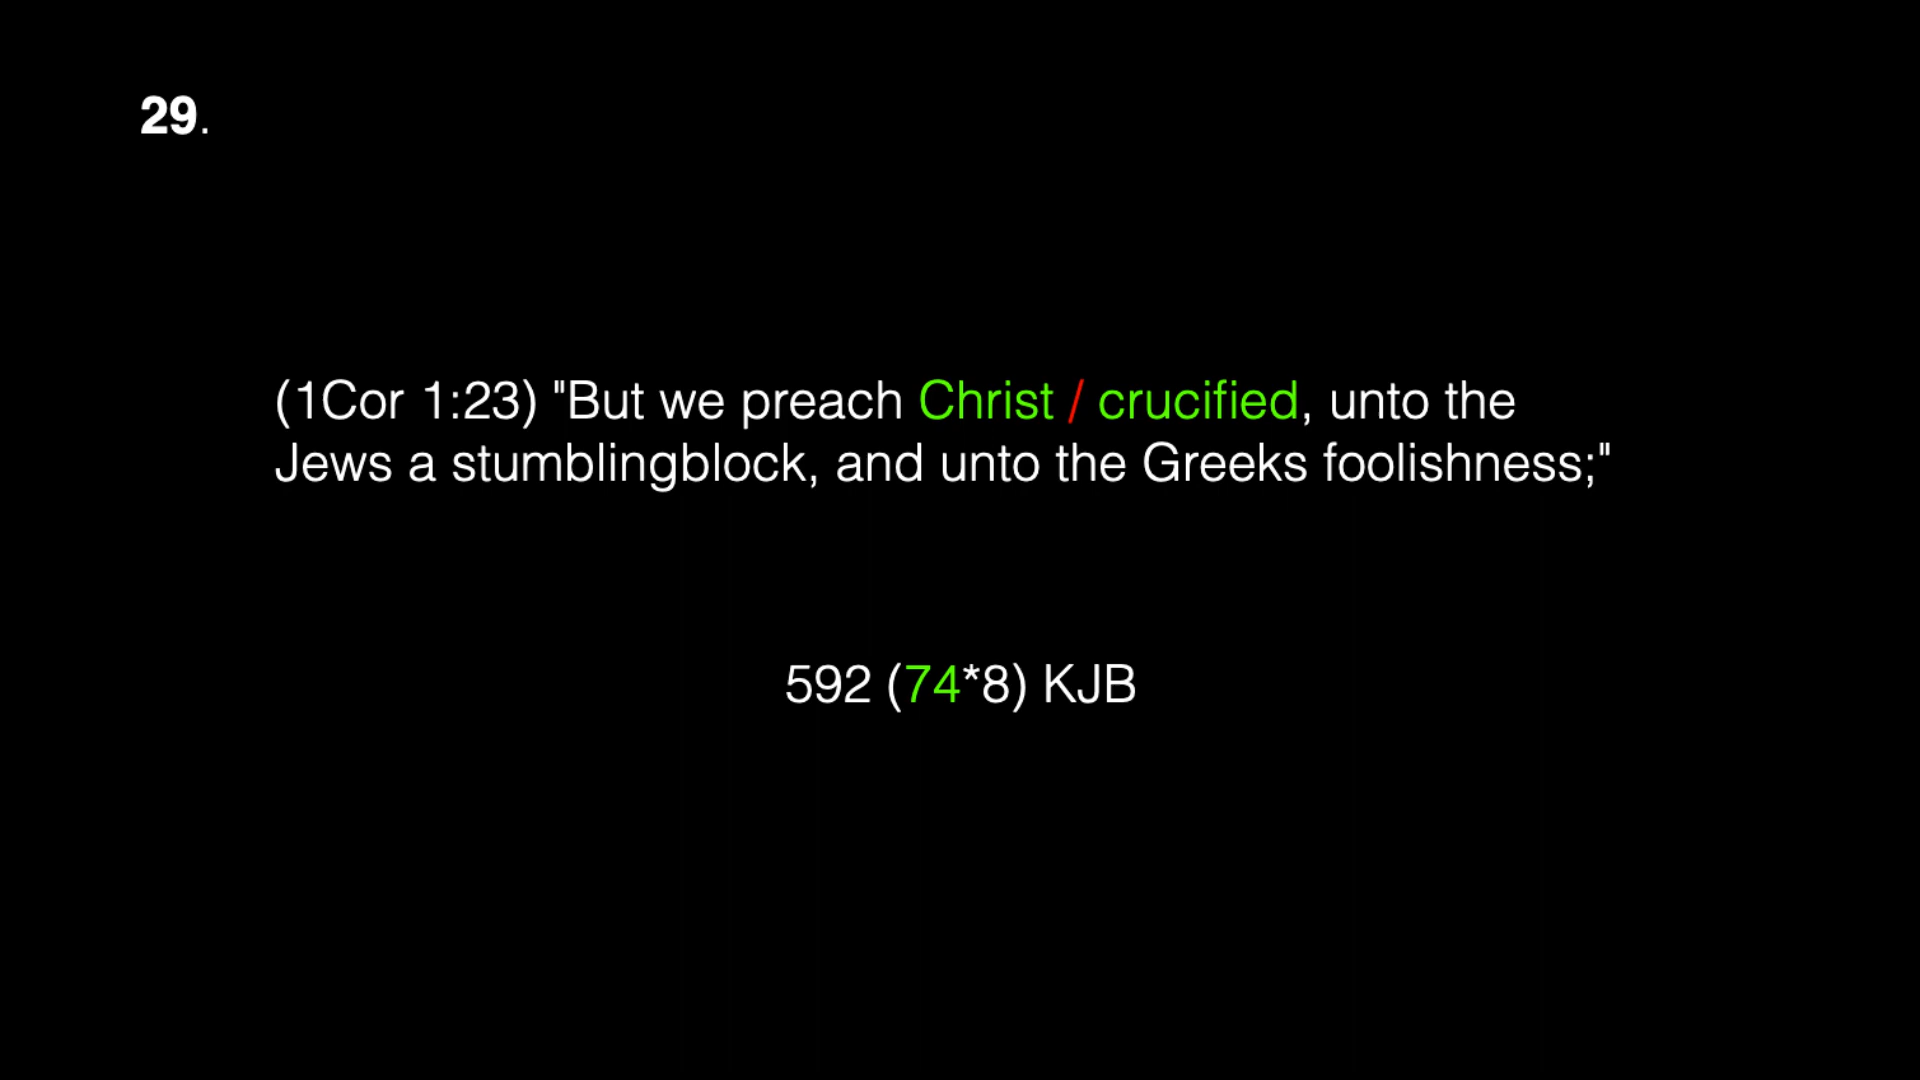 29.
(1Cor 1:23) "But we preach Christ / crucified, unto the
Jews a stumblingblock, and unto the Greeks foolishness;"
592 (74*8) KJB